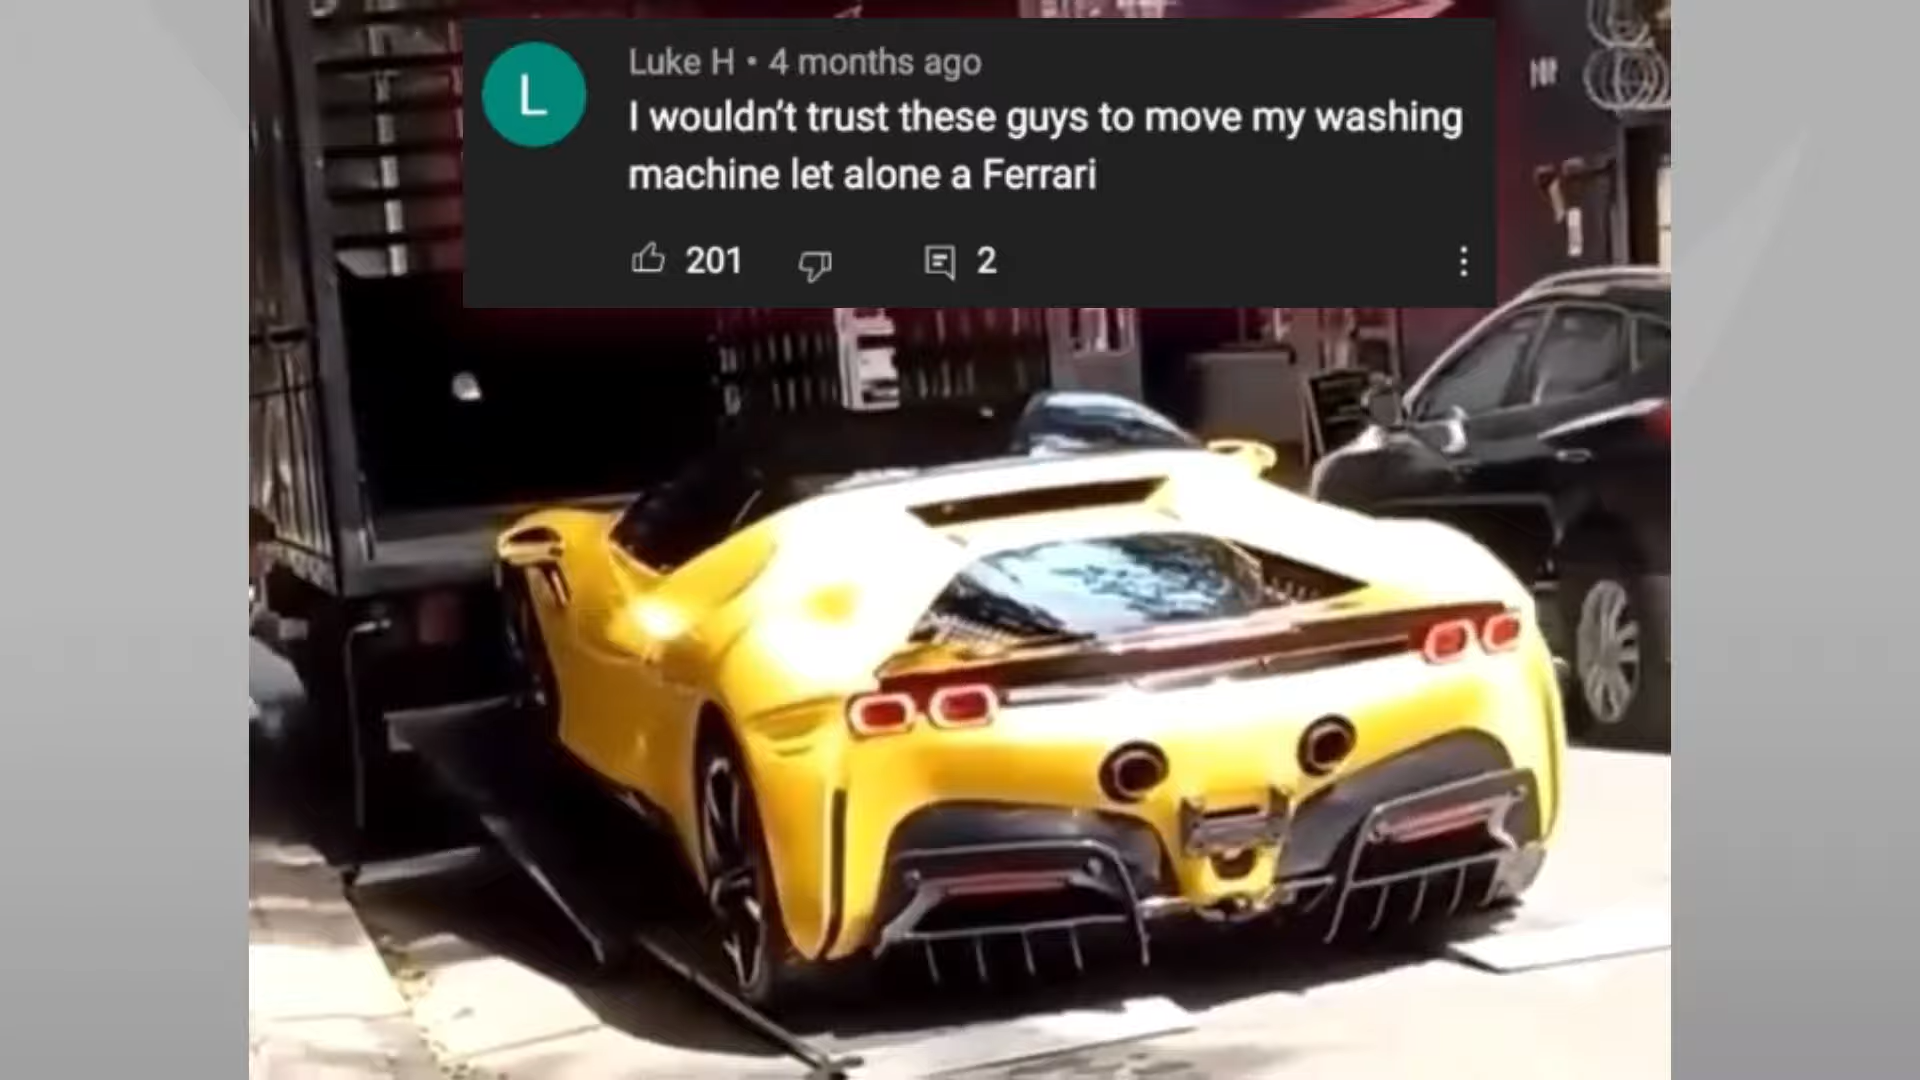 L
Luke H • 4 months ago
I wouldn't trust these guys to move my washing
machine let alone a Ferrari
201
2